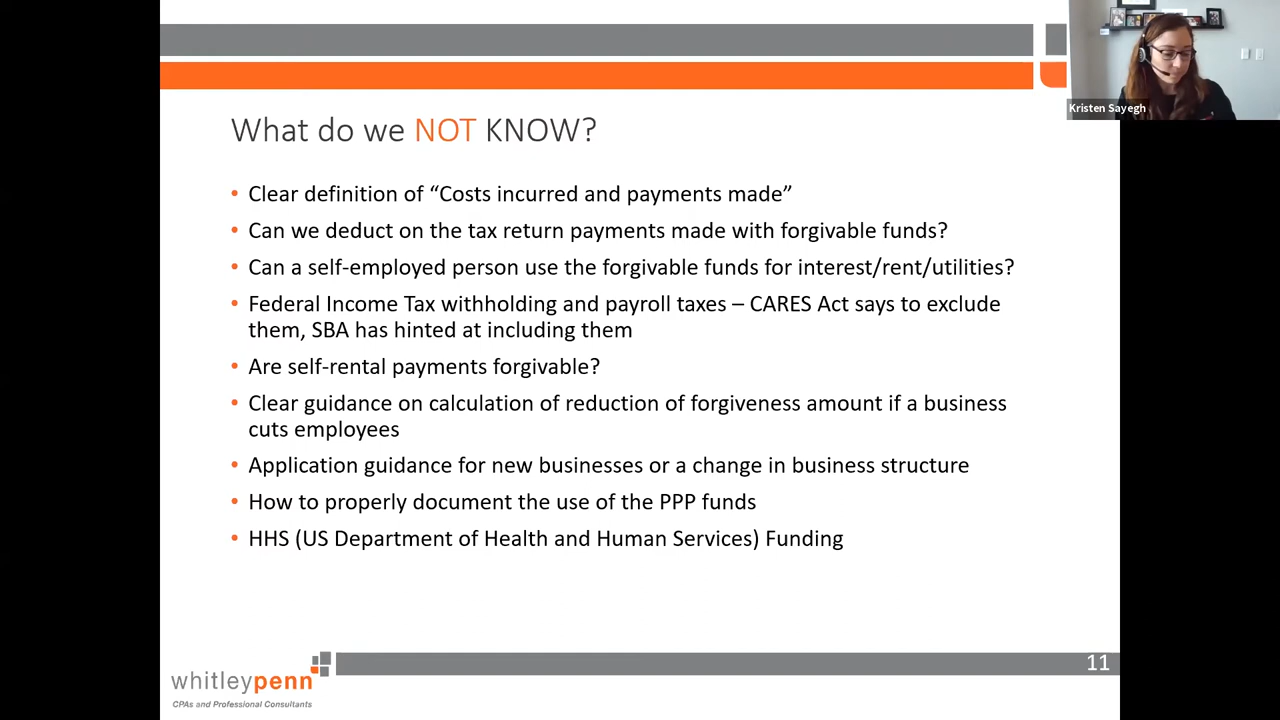 Kristen Sayegh
What do we NOT KNOW?
• Clear definition of “Costs incurred and payments made”
• Can we deduct on the tax return payments made with forgivable funds?
• Can a self-employed person use the forgivable funds for interest/rent/utilities?
• Federal Income Tax withholding and payroll taxes – CARES Act says to exclude
them, SBA has hinted at including them
• Are self-rental payments forgivable?
• Clear guidance on calculation of reduction of forgiveness amount if a business
cuts employees
• Application guidance for new businesses or a change in business structure
• How to properly document the use of the PPP funds
• HHS (US Department of Health and Human Services) Funding
11
whitleypenn
CPAs and Professional Consultants